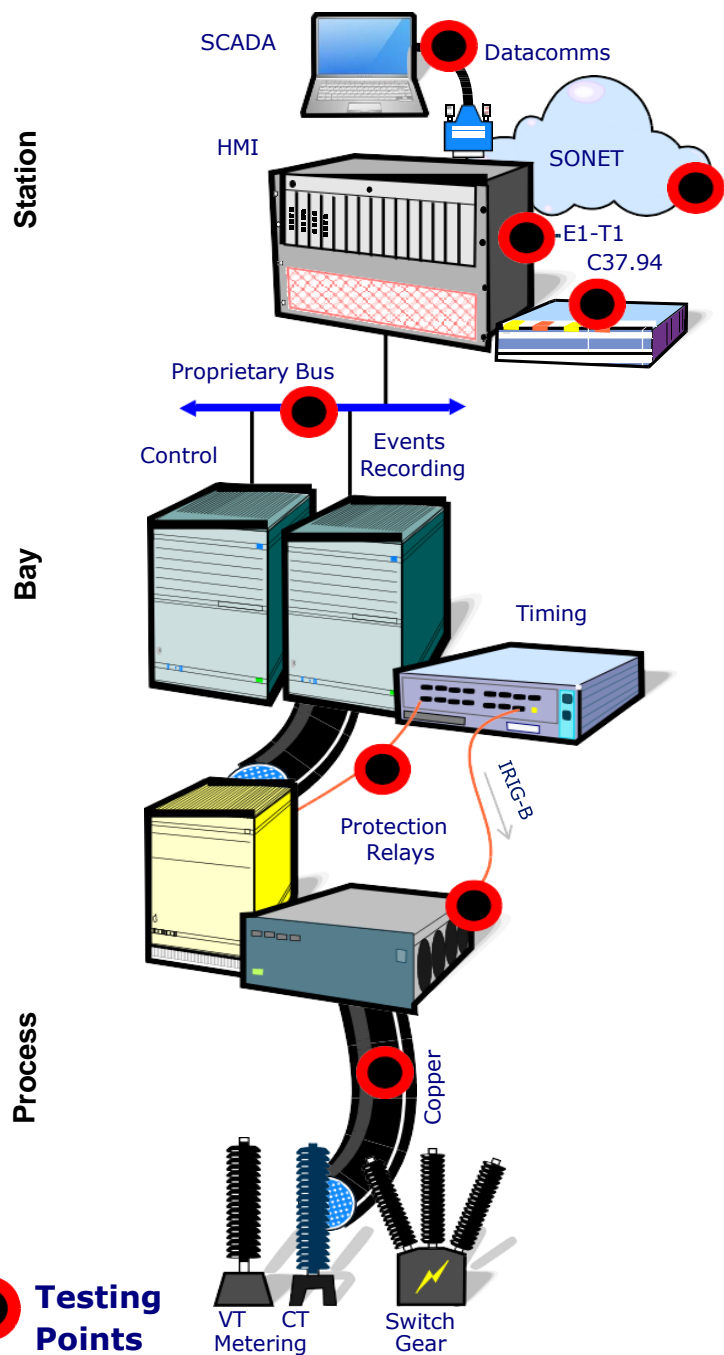 SCADA
Datacomms
Station
HMI
SONET
E1-T1
C37.94
Proprietary Bus
Control
Events
Recording
Bay
Timing
IRIG-B
Protection
Relays
Process
Copper
VT CT
Metering
Switch
Gear
Testing
Points